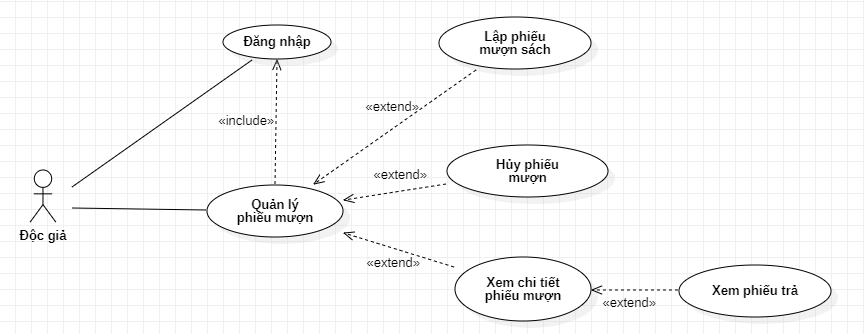 Đăng nhập
Lập phiếu
mượn sách
«extend»
«include»
Hủy phiếu
mượn
«extend»
Quản lý
phiếu mượn
Độc giả
«extend»
Xem chi tiết
phiếu mượn
Xem phiếu trả
«extend»